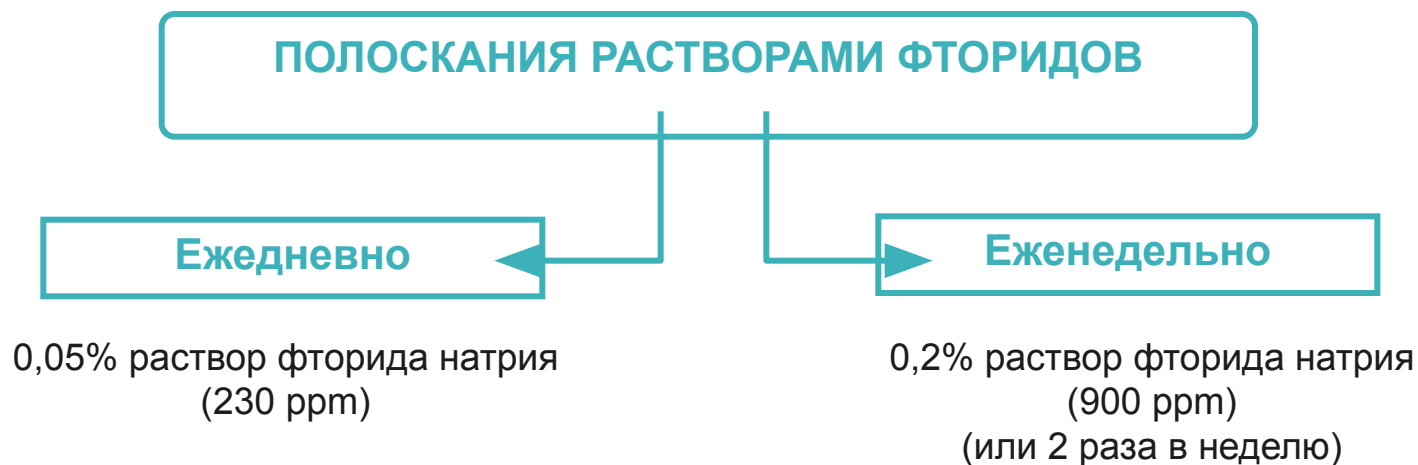 ПОЛОСКАНИЯ РАСТВОРАМИ ФТОРИДОВ
Ежедневно
0,05% раствор фторида натрия
(230 ppm)
Еженедельно
0,2% раствор фторида натрия
(900 ppm)
(или 2 раза в неделю)